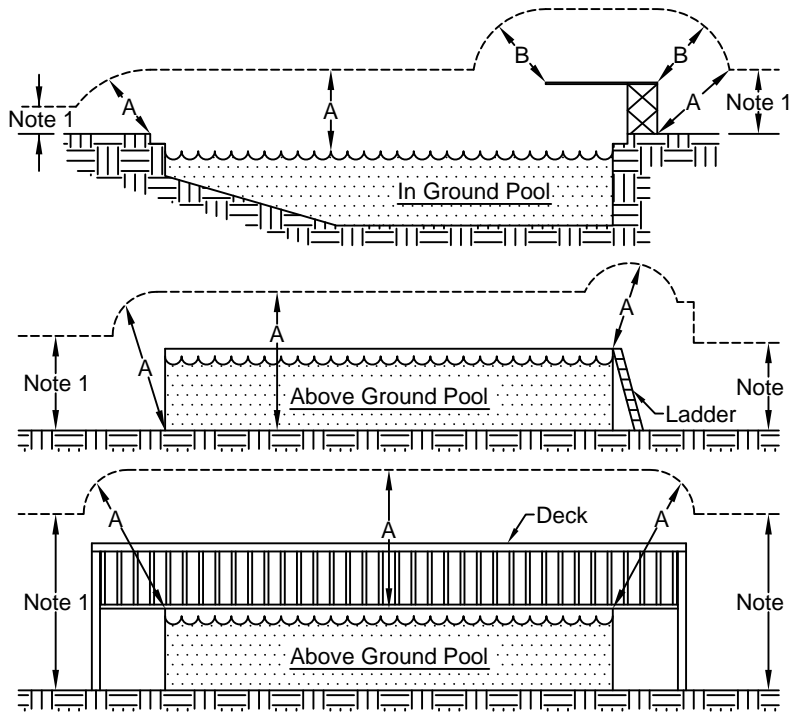 B
B
A
A
A
Note 1
Note 1
In Ground Pool
A
A
A
Note 1
Note
Above Ground Pool
Ladder
A
A
A
Deck
Note 1
Note
Above Ground Pool